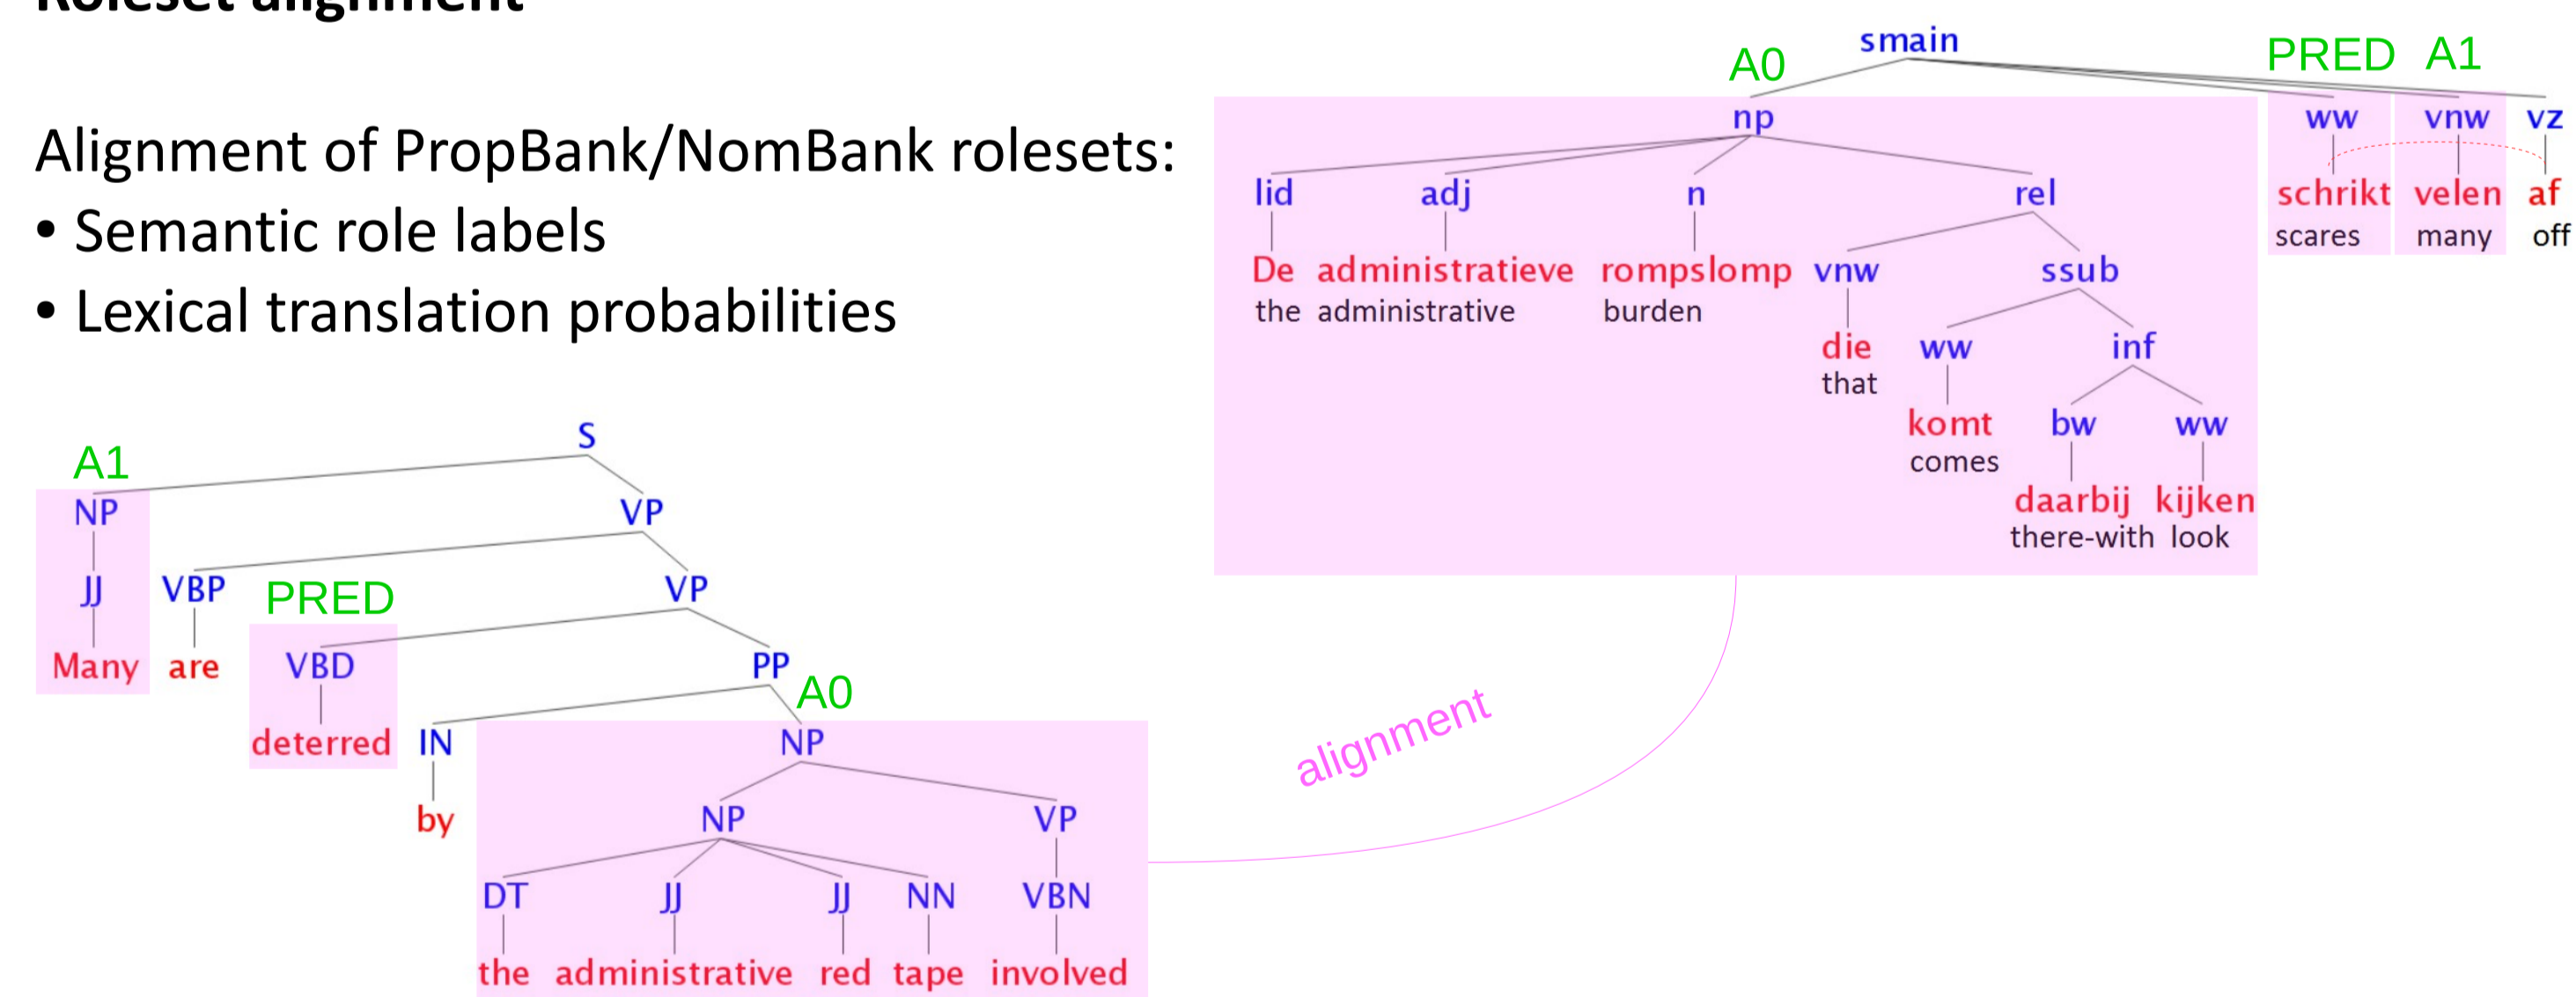 Roleset alignment
Alignment of PropBank/NomBank rolesets:
• Semantic role labels
• Lexical translation probabilities
smain
A0 PRED A1
np ww vnw vz
lid adj n rel schrikt velen af
scares many off
De administratieve rompslomp vnw ssub
the administrative burden
die ww inf
that
komt bw ww
comes
daarbij kijken
there-with look
S
A1
NP VP
JJ VBP PRED VP
Many are VBD PP
A0
deterred IN NP
by NP VP
DT JJ JJ NN VBN
the administrative red tape involved
alignment